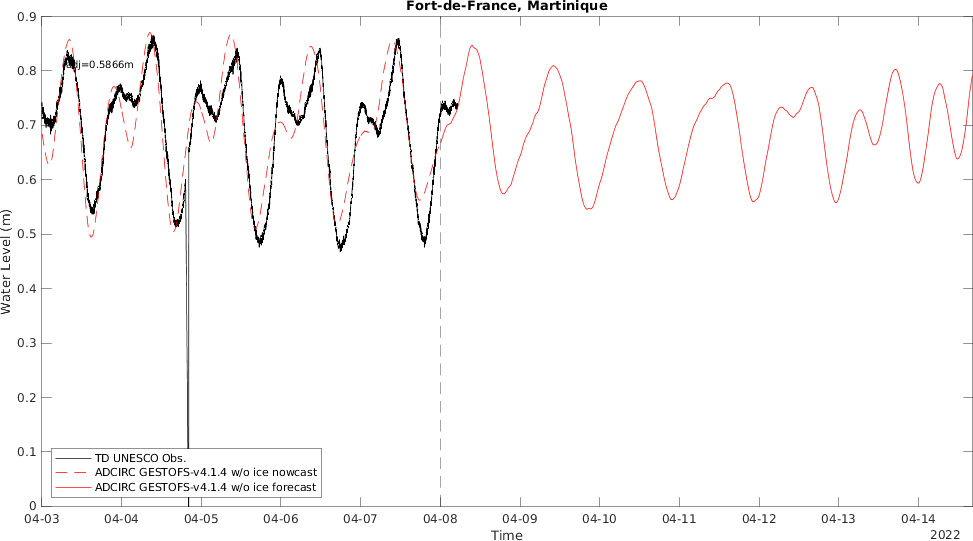 Fort-de-France, Martinique
0.9
0.8
0.7
0.6
0.5
0.4
0.3
0.2
0.1
0
Water Level (m)
=0.5866m
TD UNESCO Obs.
ADCIRC GESTOFS-v4.1.4 w/o ice nowcast
ADCIRC GESTOFS-v4.1.4 w/o ice forecast
04-03 04-04 04-05 04-06 04-07 04-08 04-09 04-10 04-11 04-12 04-13 04-14
Time
2022